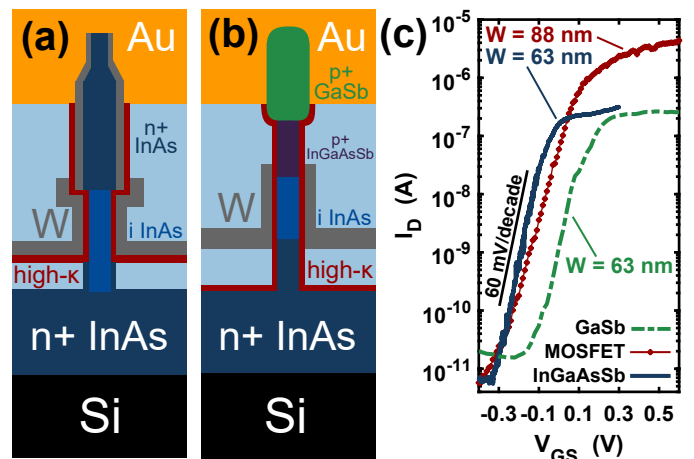 (a)
Au
n+
InAs
W
i InAs
high-κ
n+ InAs
Si
(b)
Au
p+
GaSb
p+
InGaAsSb
W
i InAs
high-κ
n+ InAs
Si
(c)
10⁻⁵
10⁻⁶
10⁻⁷
10⁻⁸
10⁻⁹
10⁻¹⁰
10⁻¹¹
I_D (A)
W = 88 nm
W = 63 nm
60 mV/decade
W = 63 nm
GaSb
MOSFET
InGaAsSb
-0.3 -0.1 0.1 0.3 0.5
V_GS (V)